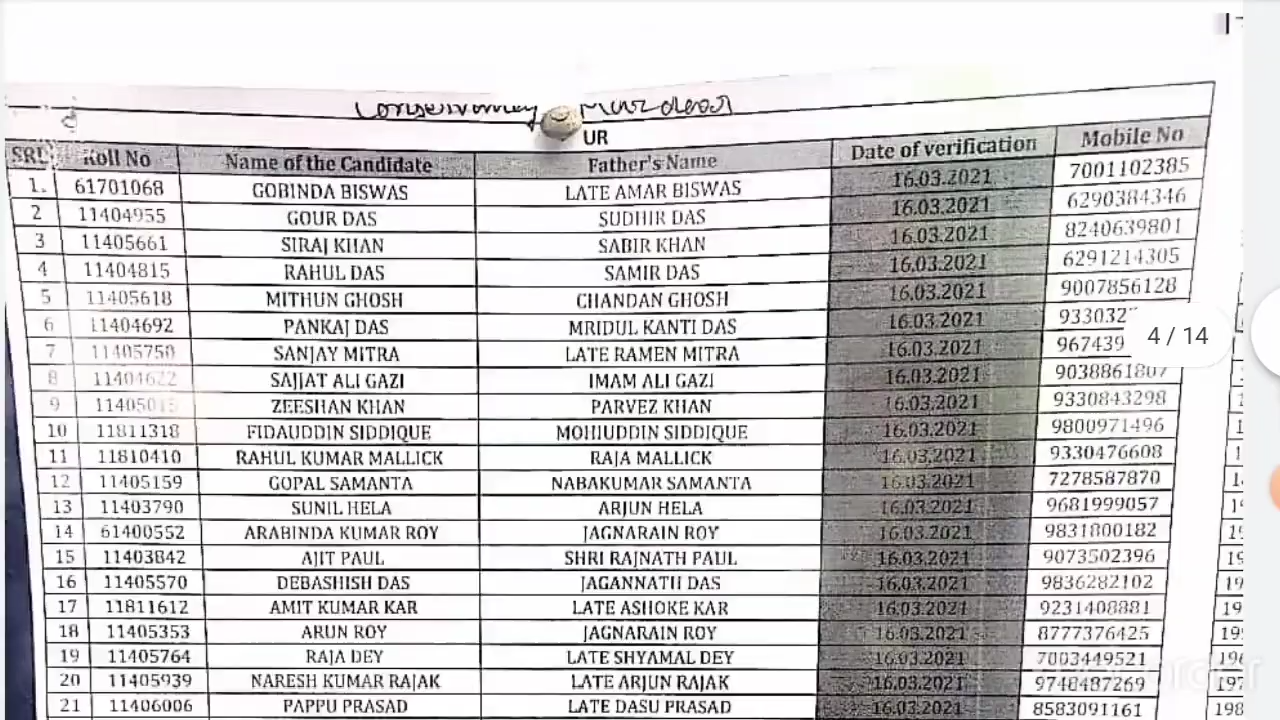 Conservancy Mazdoor
UR
SRL Roll No Name of the Candidate Father's Name Date of verification Mobile No
1. 61701068 GOBINDA BISWAS LATE AMAR BISWAS 16.03.2021 7001102385
2 11404955 GOUR DAS SUDHIR DAS 16.03.2021 6290384346
3 11405661 SIRAJ KHAN SABIR KHAN 16.03.2021 8240639801
4 11404815 RAHUL DAS SAMIR DAS 16.03.2021 6291214305
5 11405618 MITHUN GHOSH CHANDAN GHOSH 16.03.2021 9007856128
6 11404692 PANKAJ DAS MRIDUL KANTI DAS 16.03.2021
7 11405750 SANJAY MITRA LATE RAMEN MITRA 16.03.2021
4 / 14
8 SAJJAT ALI GAZI IMAM ALI GAZI 16.03.2021 9038861807
9 ZEESHAN KHAN PARVEZ KHAN 16.03.2021 9330843298
10 11811318 FIDAUDDIN SIDDIQUE MOHIUDDIN SIDDIQUE 16.03.2021 9800971496
11 11810410 RAHUL KUMAR MALLICK RAJA MALLICK 16.03.2021 9330476608
12 11405159 GOPAL SAMANTA NABAKUMAR SAMANTA 16.03.2021 7278587870
13 11403790 SUNIL HELA ARJUN HELA 16.03.2021 9681999057
14 61400552 ARABINDA KUMAR ROY JAGNARAIN ROY 16.03.2021 9831800182
15 11403842 AJIT PAUL SHRI RAJNATH PAUL 16.03.2021 9073502396
16 11405570 DEBASHISH DAS JAGANNATH DAS 16.03.2021 9836282102
17 11811612 AMIT KUMAR KAR LATE ASHOKE KAR 16.03.2021 9231408881
18 11405353 ARUN ROY JAGNARAIN ROY 16.03.2021 8777376425
19 11405764 RAJA DEY LATE SHYAMAL DEY 16.03.2021 7003449521
20 11405939 NARESH KUMAR RAJAK LATE ARJUN RAJAK 16.03.2021 9748487269
21 11406006 PAPPU PRASAD LATE DASU PRASAD 16.03.2021 8583091161